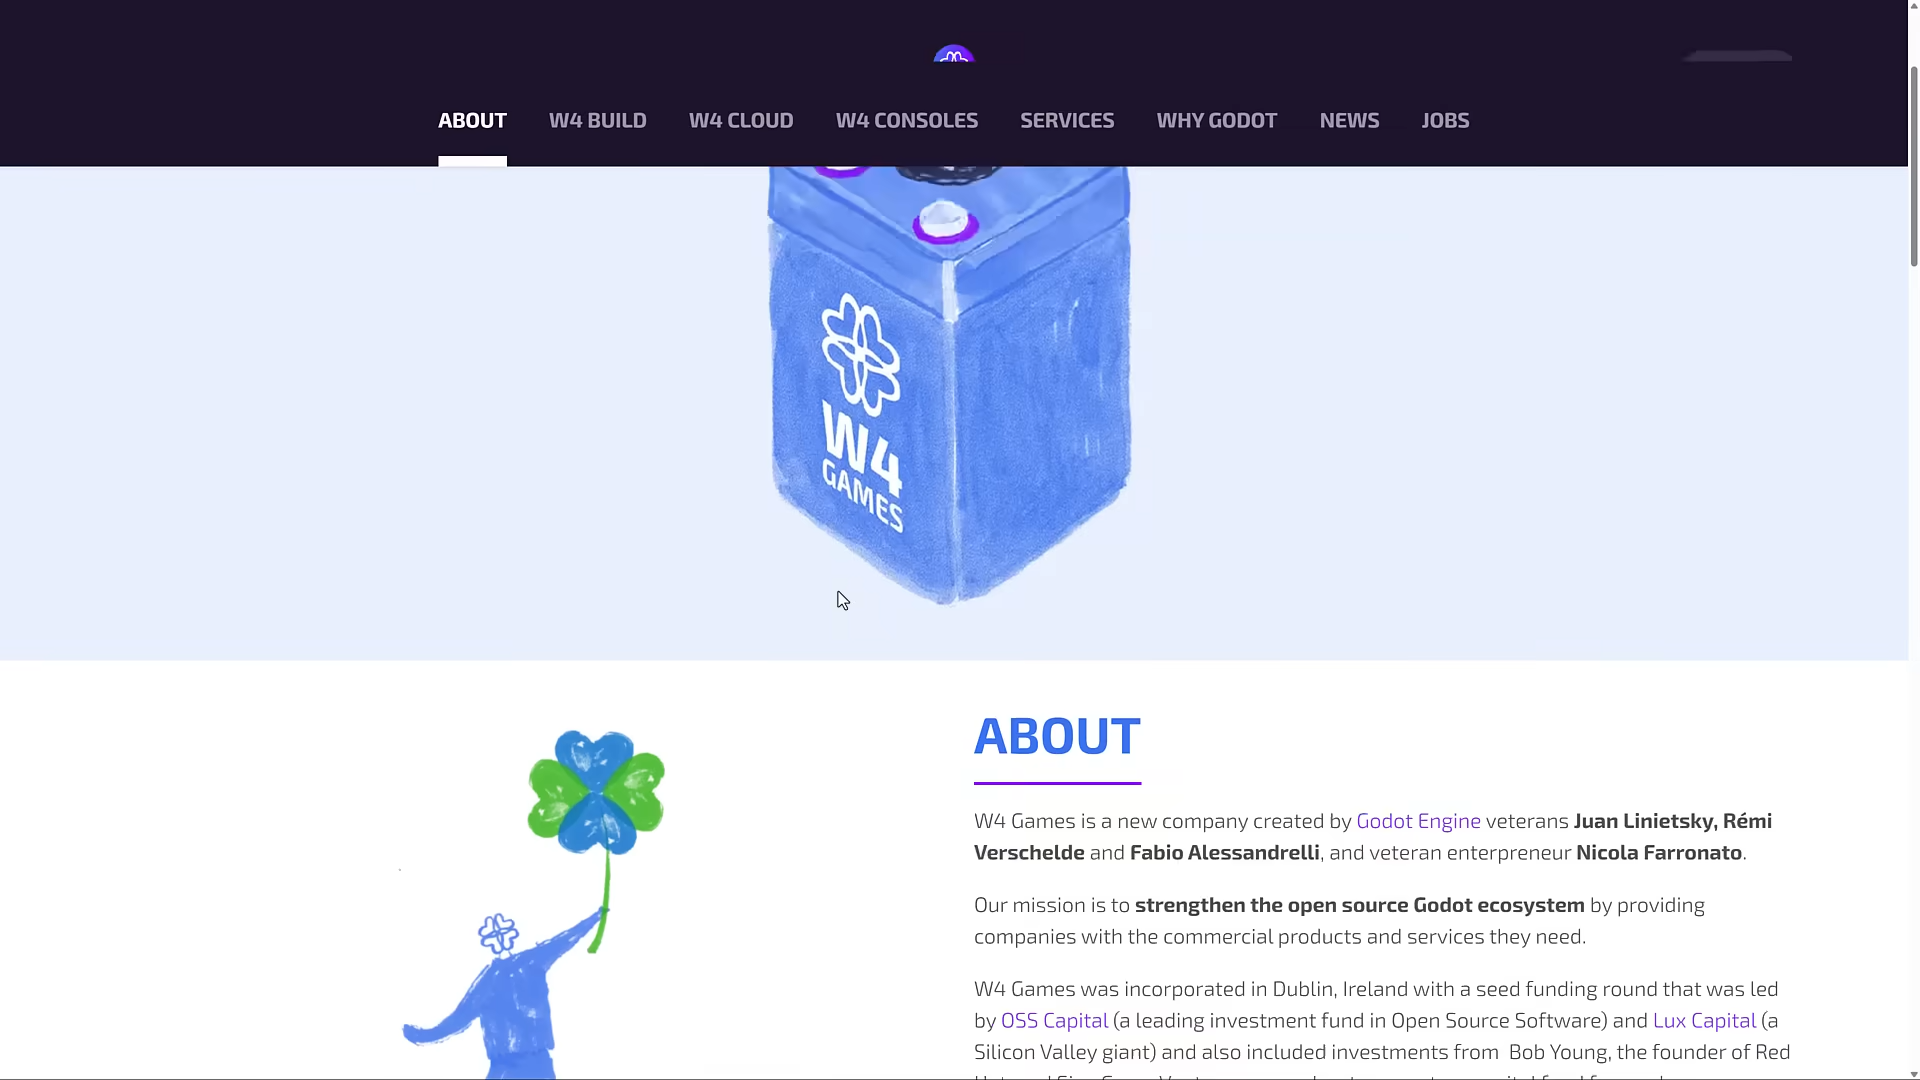 ABOUT W4 BUILD W4 CLOUD W4 CONSOLES SERVICES WHY GODOT NEWS JOBS
W4
GAMES
ABOUT
W4 Games is a new company created by Godot Engine veterans Juan Linietsky, Rémi
Verschelde and Fabio Alessandrelli, and veteran enterpreneur Nicola Farronato.
Our mission is to strengthen the open source Godot ecosystem by providing
companies with the commercial products and services they need.
W4 Games was incorporated in Dublin, Ireland with a seed funding round that was led
by OSS Capital (a leading investment fund in Open Source Software) and Lux Capital (a
Silicon Valley giant) and also included investments from Bob Young, the founder of Red